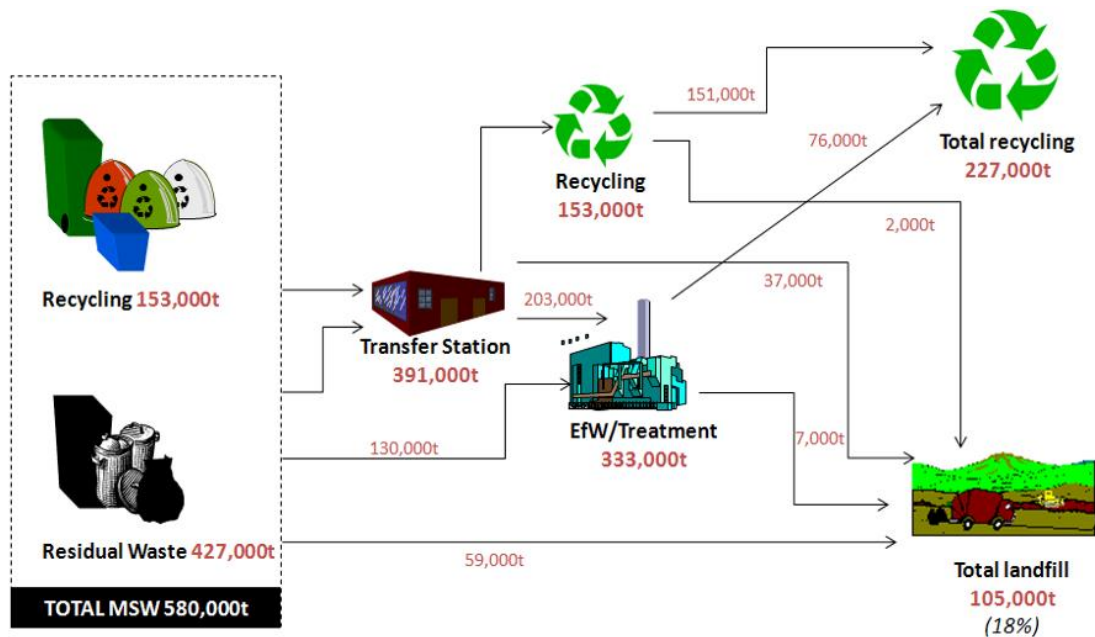 151,000t
Total recycling
227,000t
76,000t
Recycling
153,000t
2,000t
Recycling 153,000t
37,000t
203,000t
Transfer Station
391,000t
EfW/Treatment
333,000t
130,000t
7,000t
Residual Waste 427,000t
59,000t
Total landfill
105,000t
(18%)
TOTAL MSW 580,000t